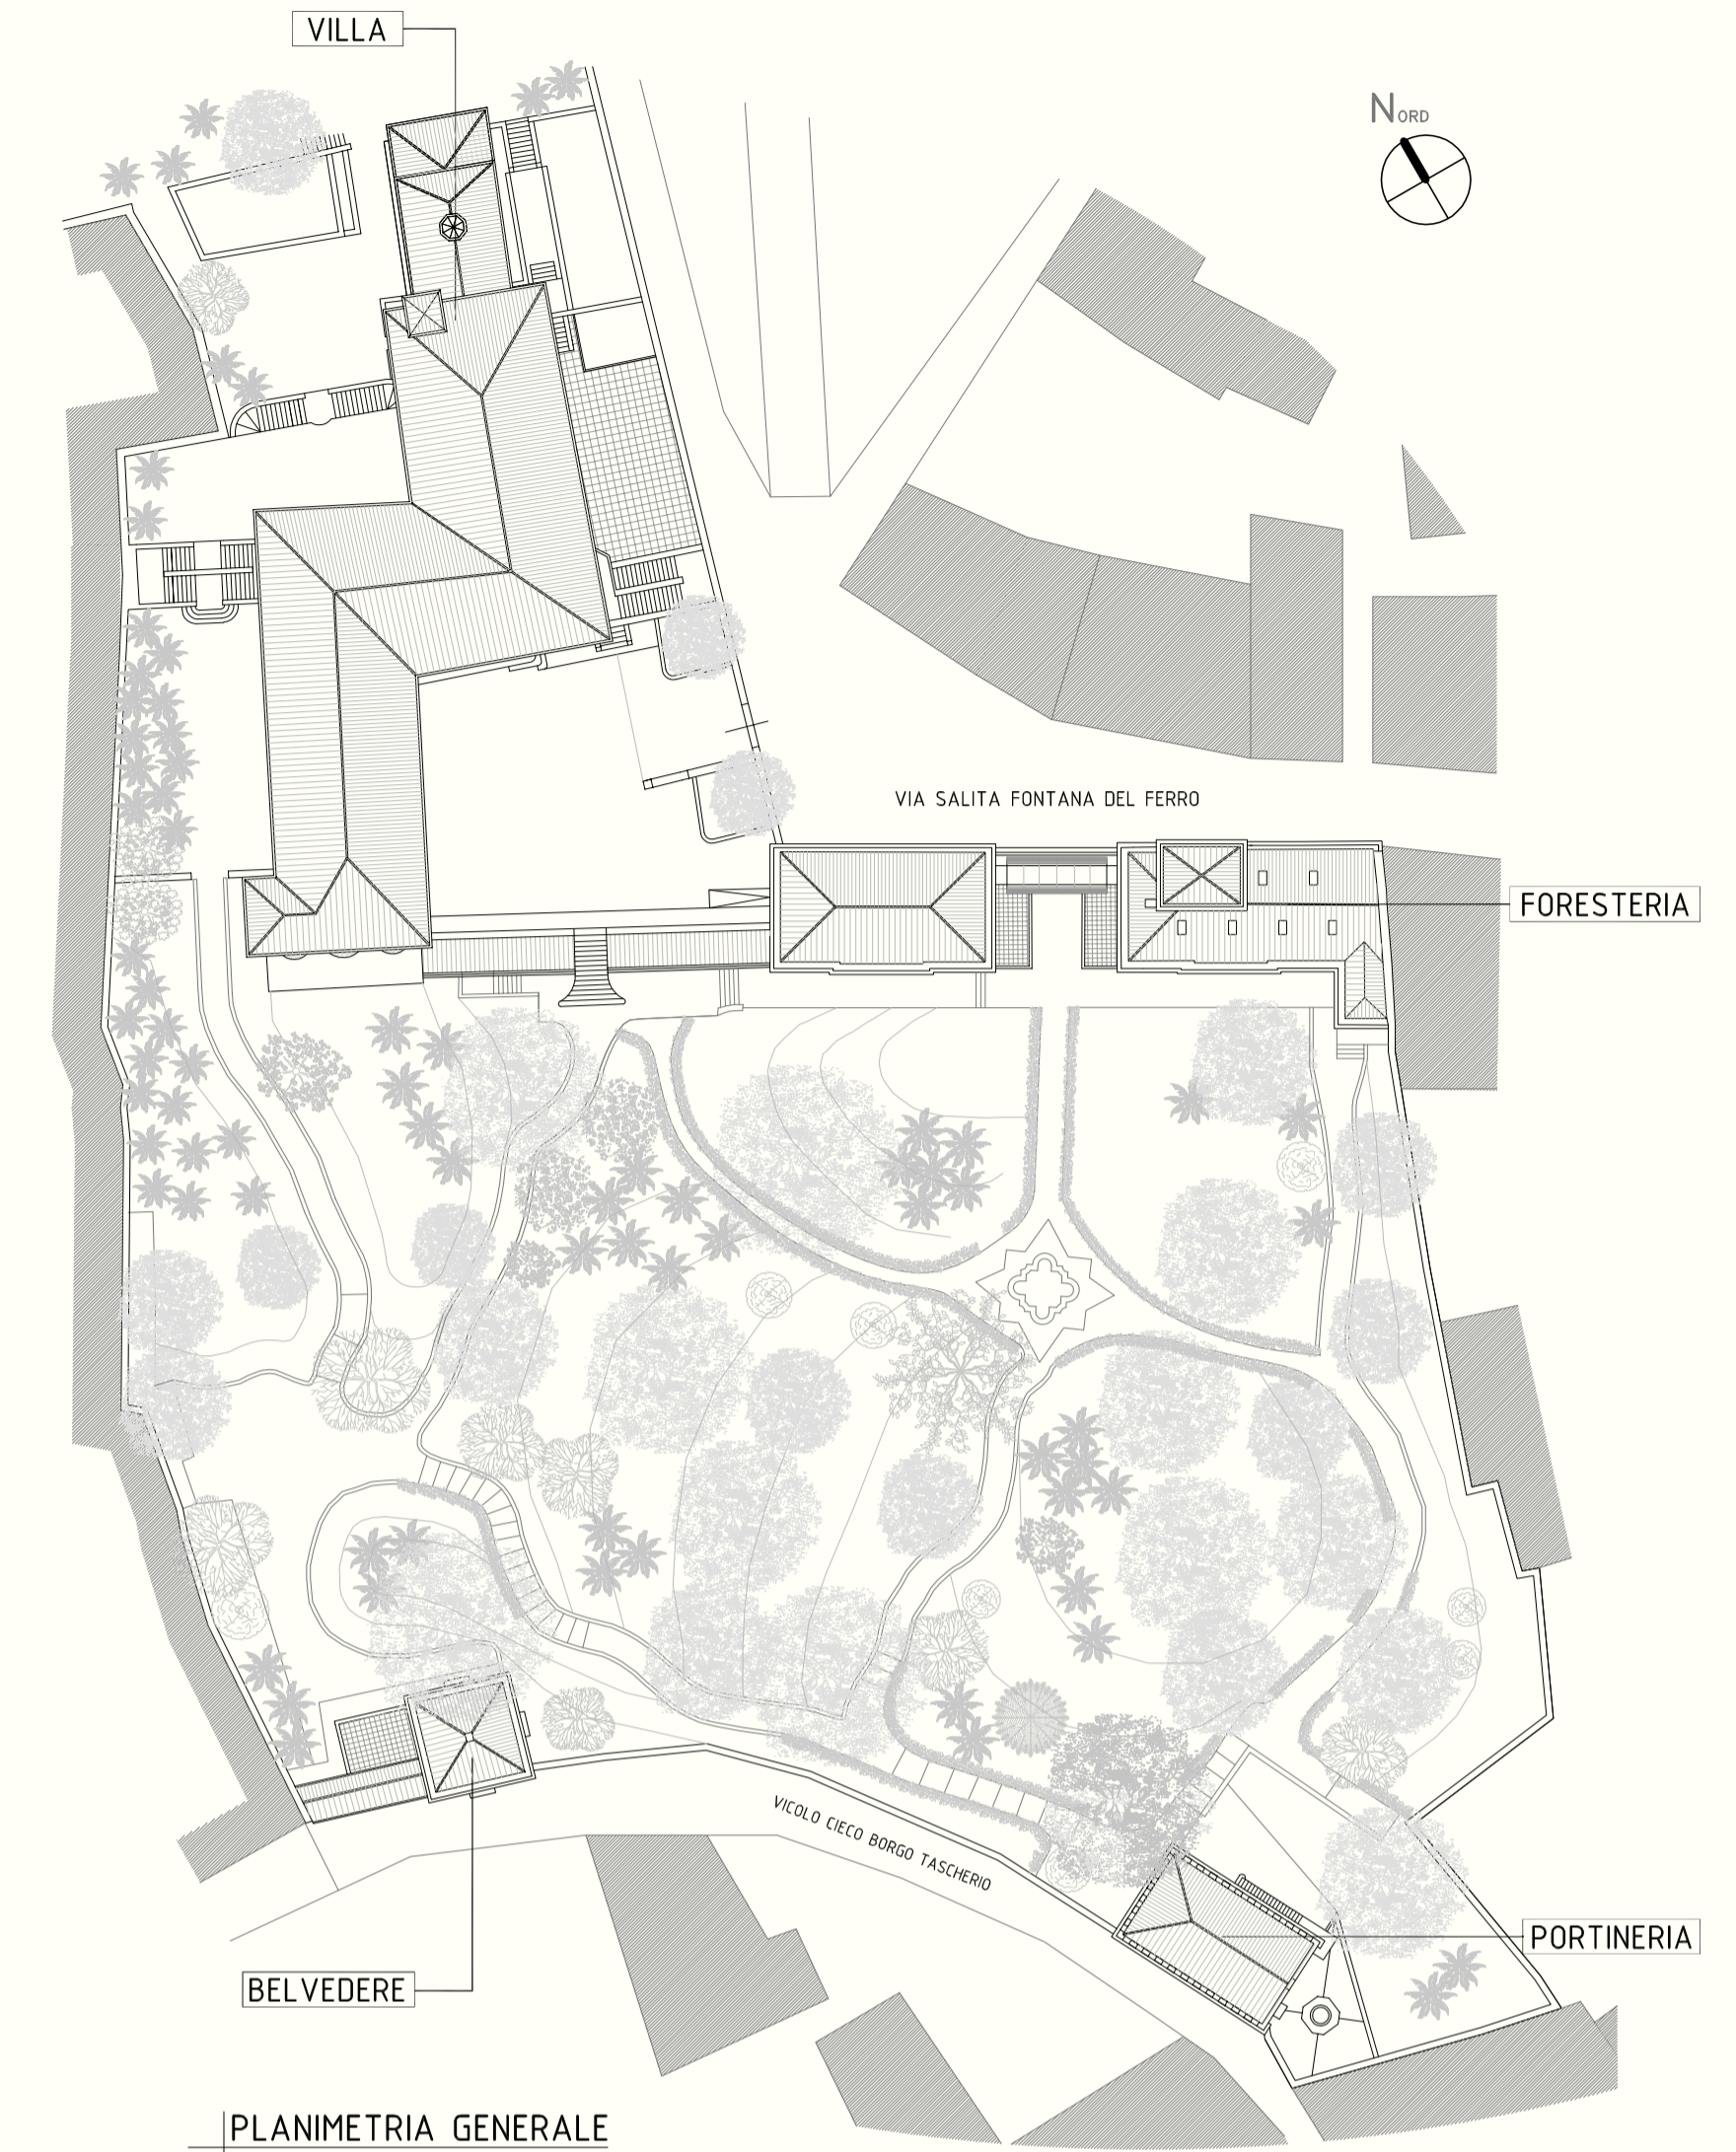 VILLA
NORD
VIA SALITA FONTANA DEL FERRO
FORESTERIA
VICOLO CIECO BORGO TASCHERIO
PORTINERIA
BELVEDERE
PLANIMETRIA GENERALE